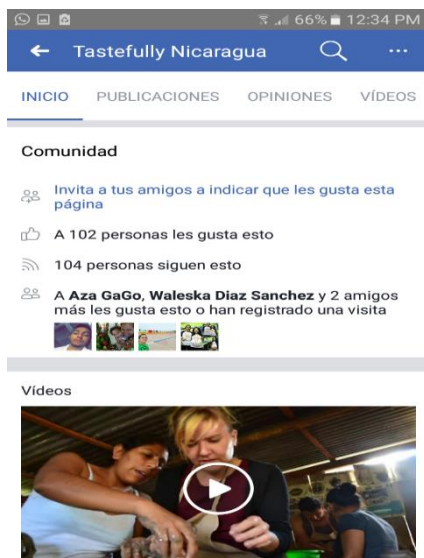 66% 12:34 PM
Tastefully Nicaragua
INICIO PUBLICACIONES OPINIONES VÍDEOS
Comunidad
Invita a tus amigos a indicar que les gusta esta
página
A 102 personas les gusta esto
104 personas siguen esto
A Aza GaGo, Waleska Diaz Sanchez y 2 amigos
más les gusta esto o han registrado una visita
Vídeos